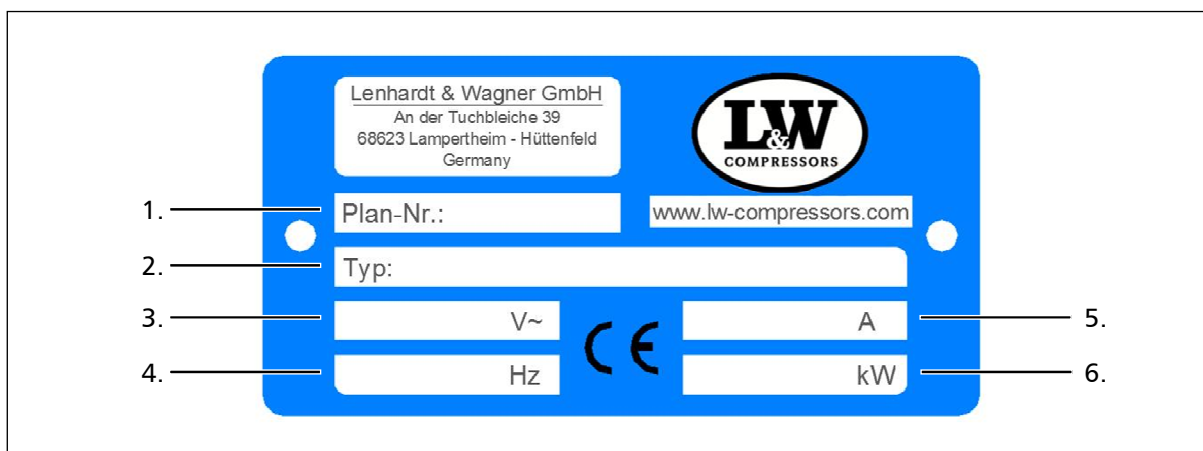 Lenhardt & Wagner GmbH
An der Tuchbleiche 39
68623 Lampertheim - Hüttenfeld
Germany
L&W
COMPRESSORS
1.
Plan-Nr.:
www.lw-compressors.com
2.
Typ:
3.
V~
CE
A
5.
4.
Hz
kW
6.